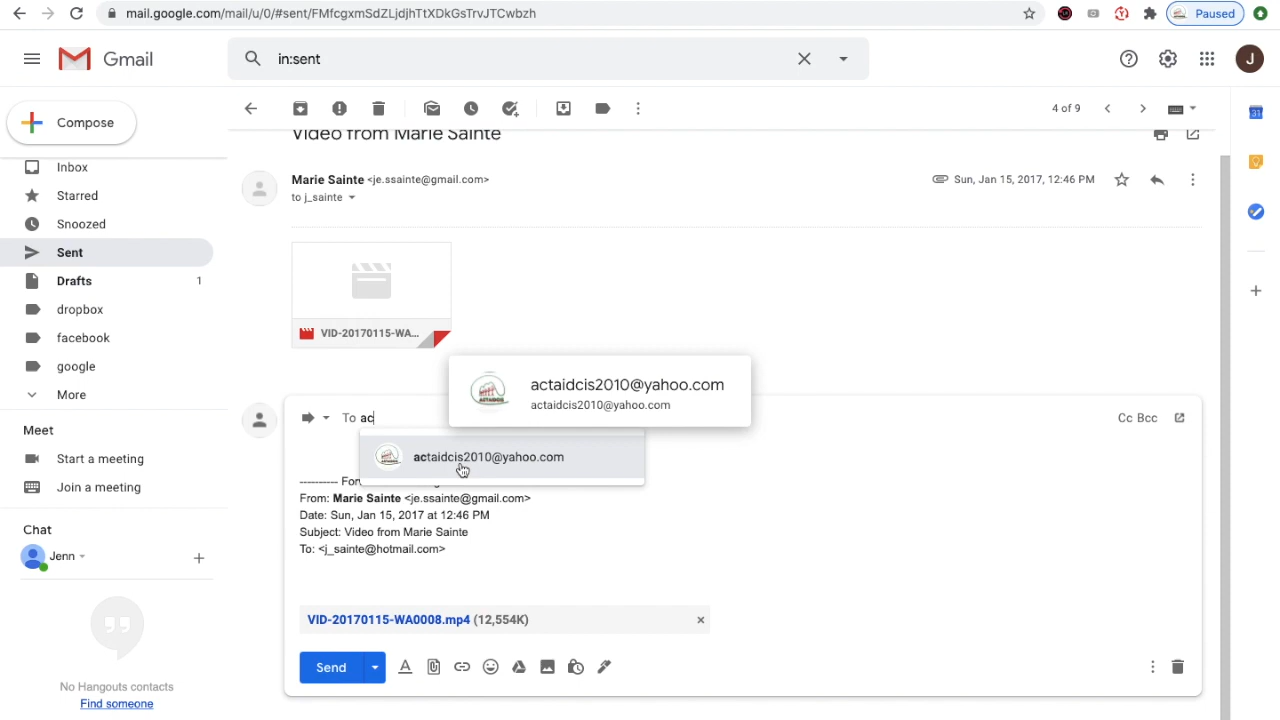 mail.google.com/mail/u/0/#sent/FMfcgxmSdZLjdjhTtXDkGsTrvJTCwbzh
Paused
Gmail
in:sent
J
Compose
4 of 9
Video from Marie Sainte
Inbox
Starred
Snoozed
Sent
Drafts 1
dropbox
facebook
google
More
Meet
Start a meeting
Join a meeting
Chat
Jenn
No Hangouts contacts
Find someone
Marie Sainte <je.ssainte@gmail.com>
Sun, Jan 15, 2017, 12:46 PM
to j_sainte
VID-20170115-WA...
actaidcis2010@yahoo.com
actaidcis2010@yahoo.com
To ac
Cc Bcc
actaidcis2010@yahoo.com
From: Marie Sainte <je.ssainte@gmail.com>
Date: Sun, Jan 15, 2017 at 12:46 PM
Subject: Video from Marie Sainte
To: <j_sainte@hotmail.com>
VID-20170115-WA0008.mp4 (12,554K)
Send